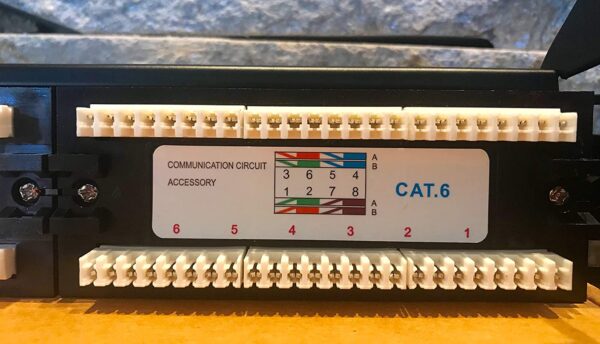 COMMUNICATION CIRCUIT
ACCESSORY
A
B
3 6 5 4
1 2 7 8
A
B
CAT.6
6 5 4 3 2 1